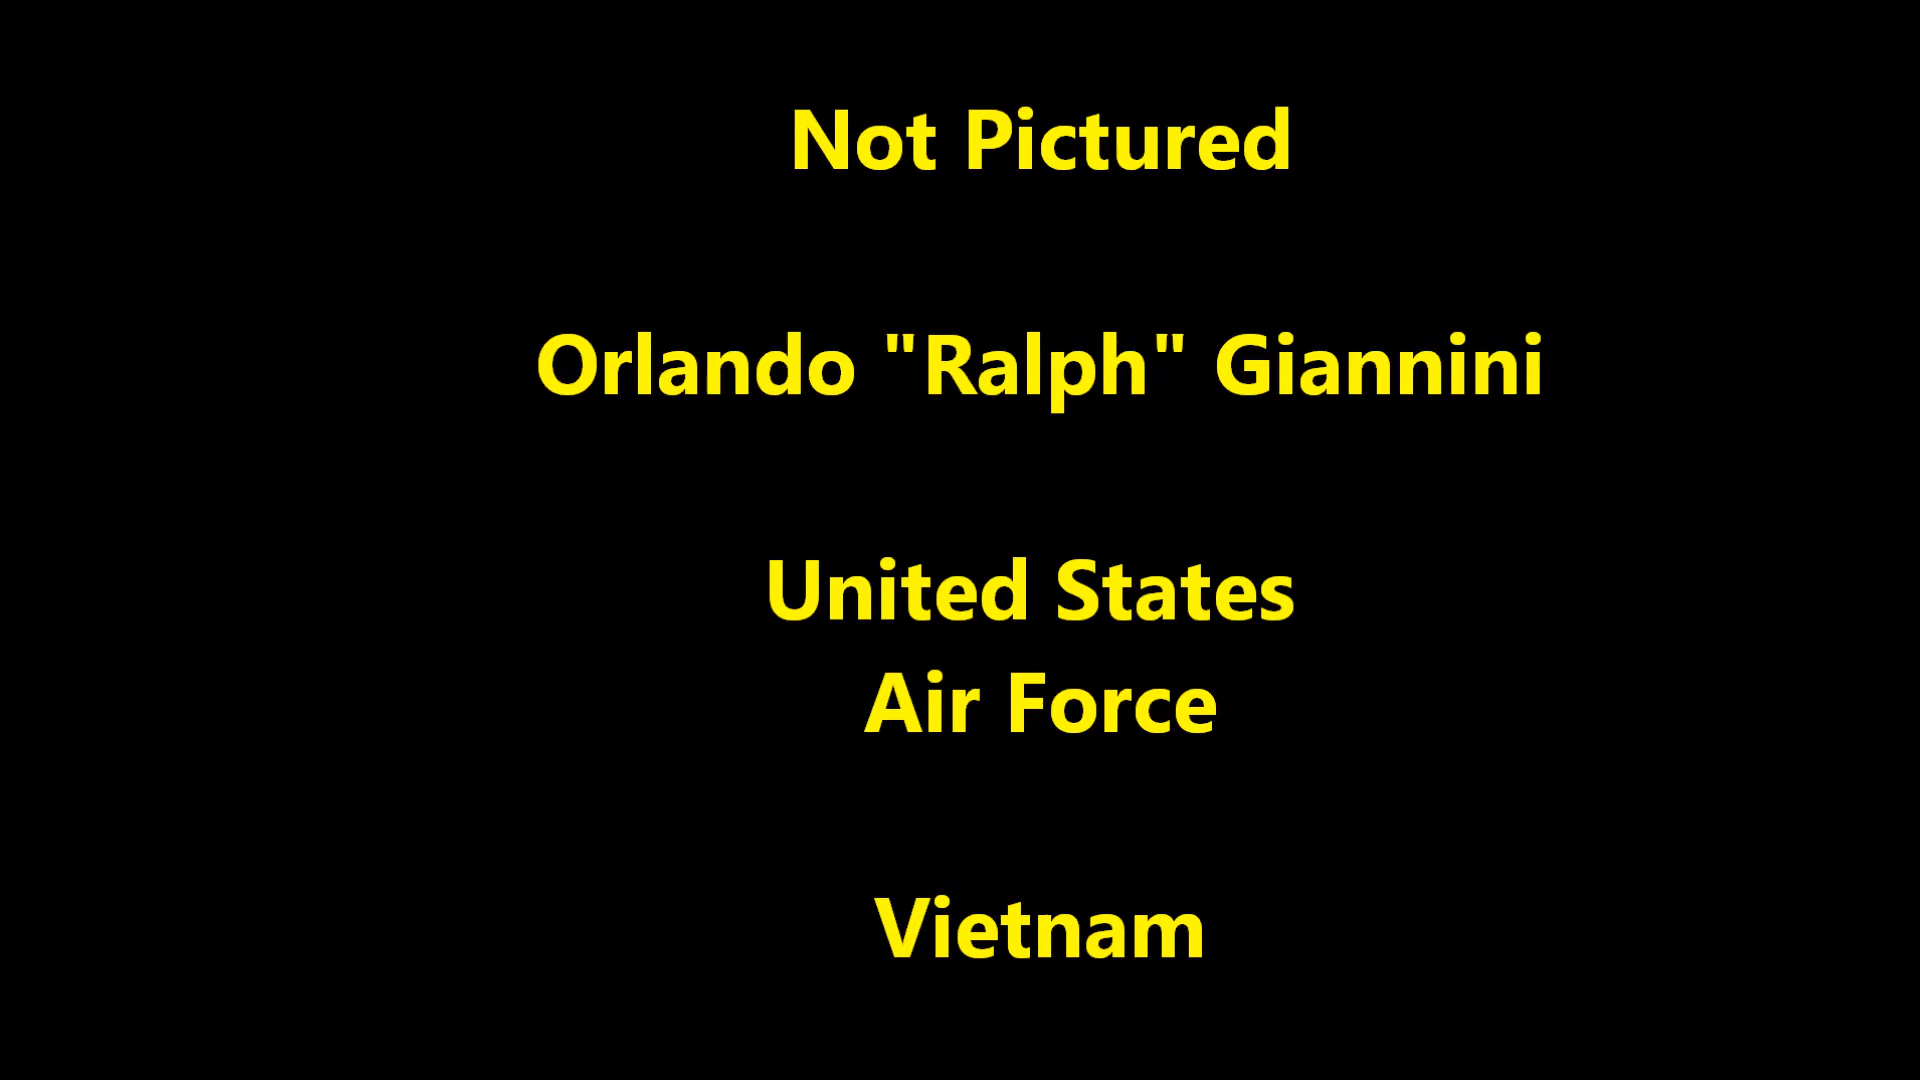 Not Pictured
Orlando "Ralph" Giannini
United States
Air Force
Vietnam